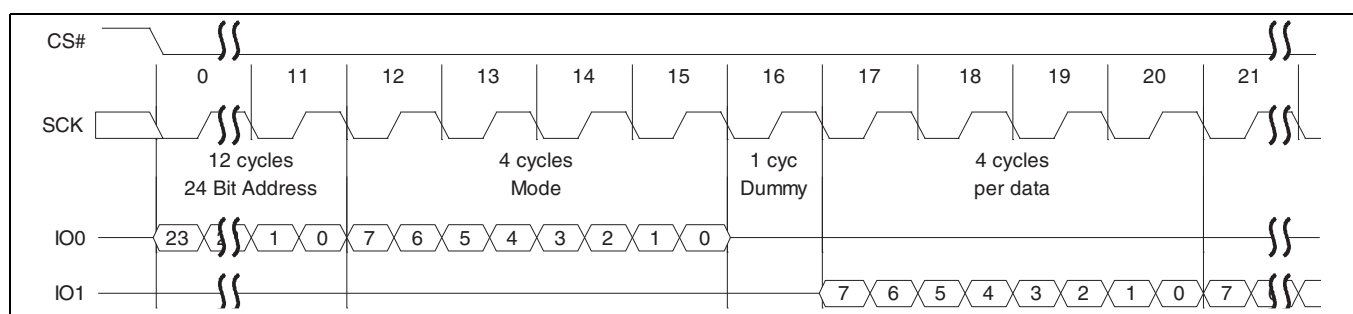 CS#
0 11 12 13 14 15 16 17 18 19 20 21
SCK
12 cycles 4 cycles 1 cyc 4 cycles
24 Bit Address Mode Dummy per data
IO0 23 1 0 7 6 5 4 3 2 1 0
IO1 7 6 5 4 3 2 1 0 7